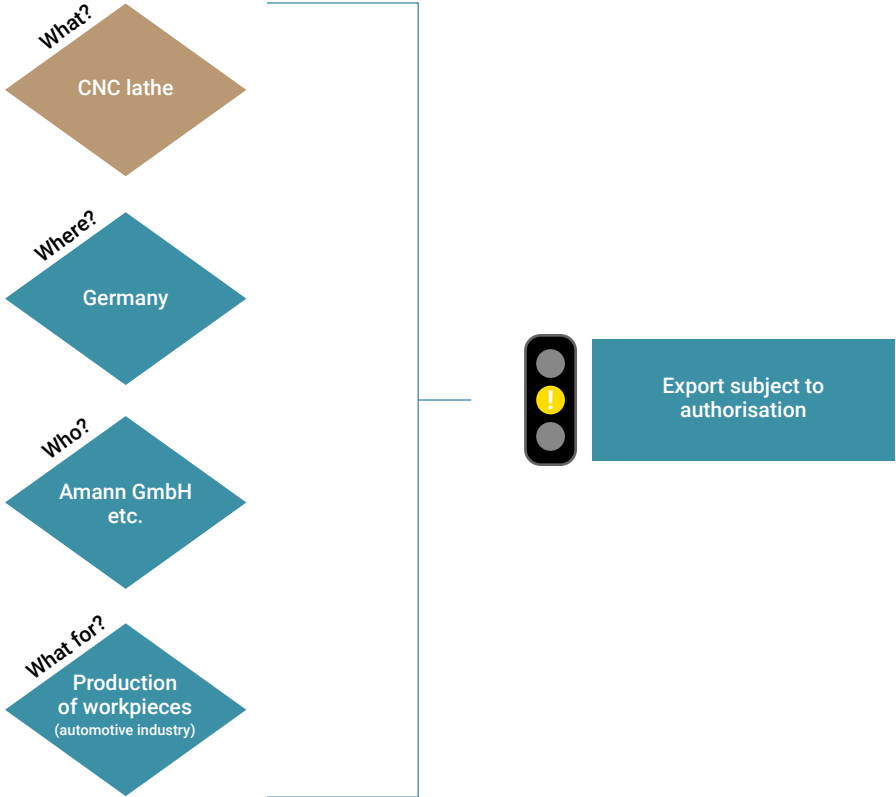 What?
CNC lathe
Where?
Germany
Who?
Amann GmbH
etc.
What for?
Production
of workpieces
(automotive industry)
!
Export subject to
authorisation